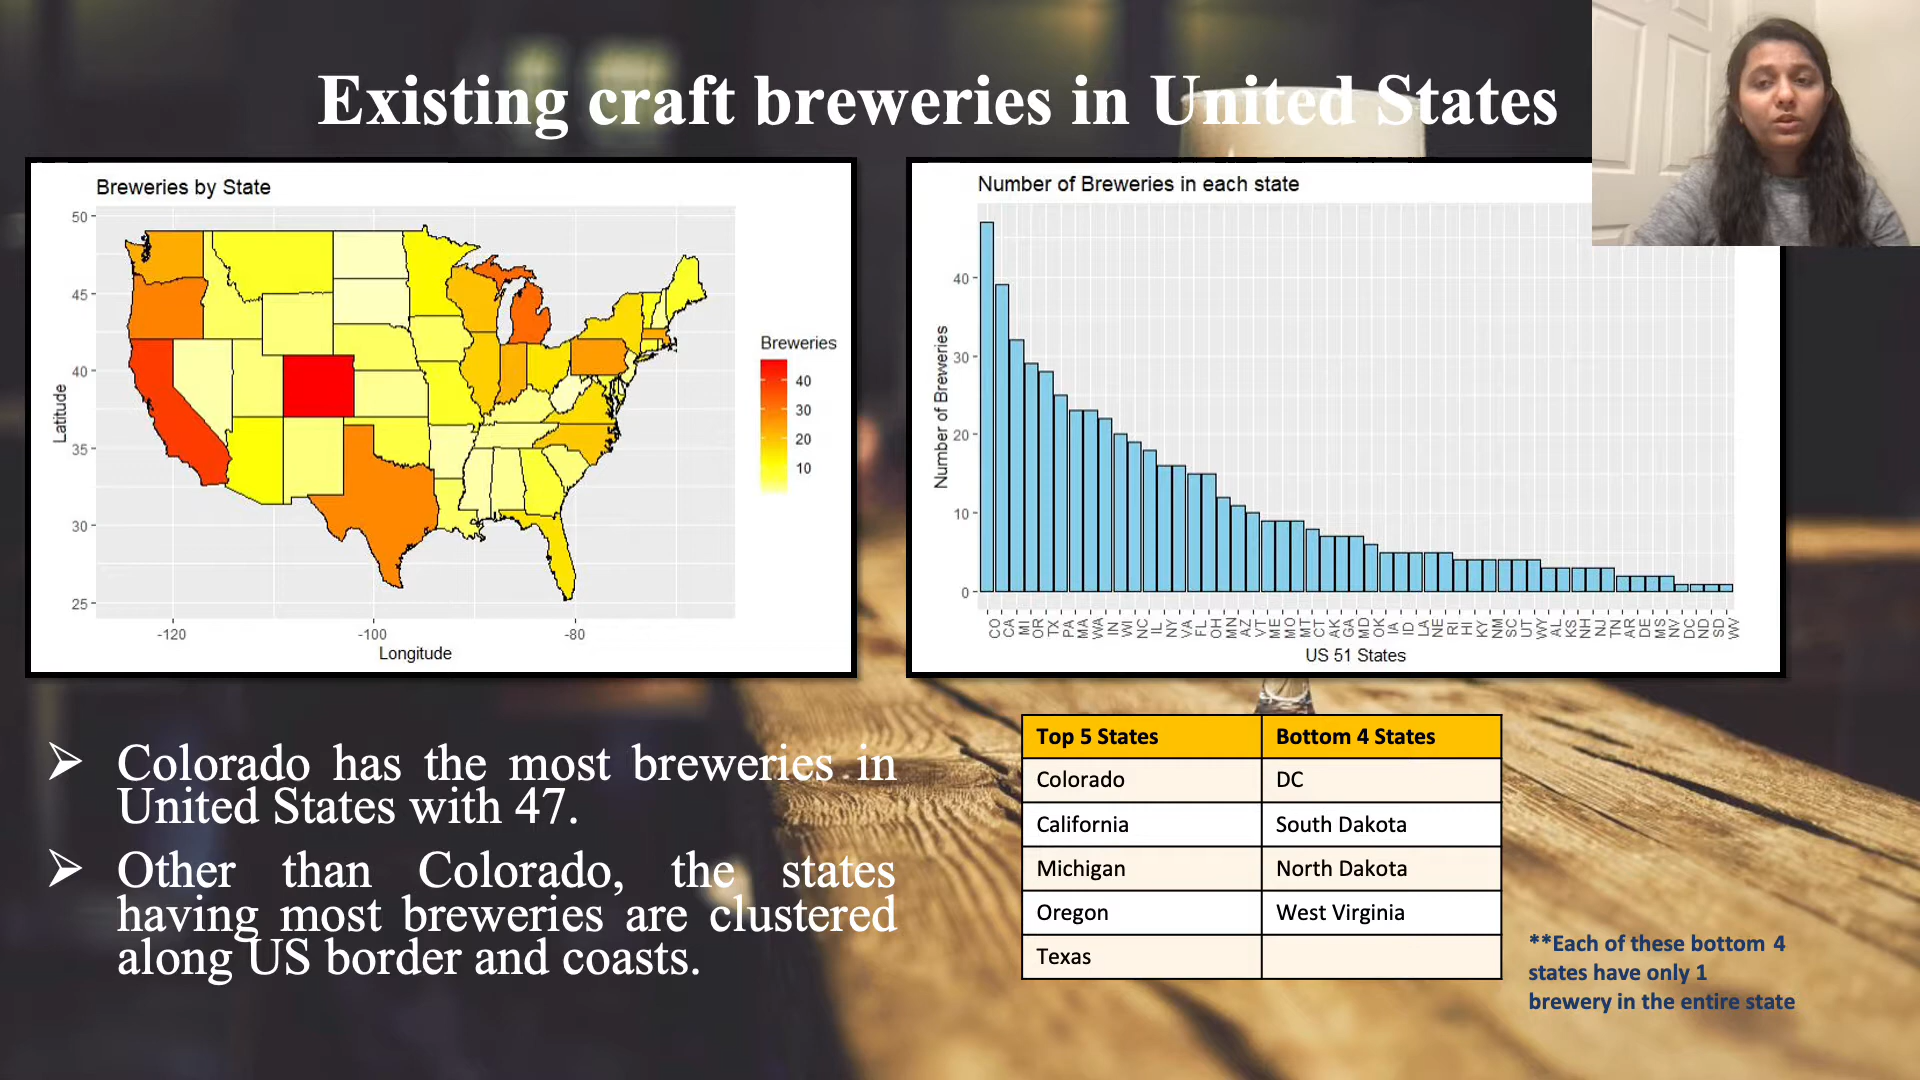 Existing craft breweries in United States
Breweries by State
50
45
40
35
30
25
Latitude
-120
-100
-80
Longitude
Breweries
40
30
20
10
Number of Breweries in each state
Number of Breweries
40
30
20
10
0
CO CA MI OR TX PA MA WA IN WI NC IL NY VA FL OH MN AZ VT ME MO MT CT AK GA MD OK IA ID LA NE RI HI KY NM SC UT WY AL KS NH NJ TN AR DE MS NV DC ND SD WV
US 51 States
Colorado has the most breweries in
United States with 47.
Other than Colorado, the states
having most breweries are clustered
along US border and coasts.
Top 5 States Bottom 4 States
Colorado DC
California South Dakota
Michigan North Dakota
Oregon West Virginia
Texas
**Each of these bottom 4
states have only 1
brewery in the entire state